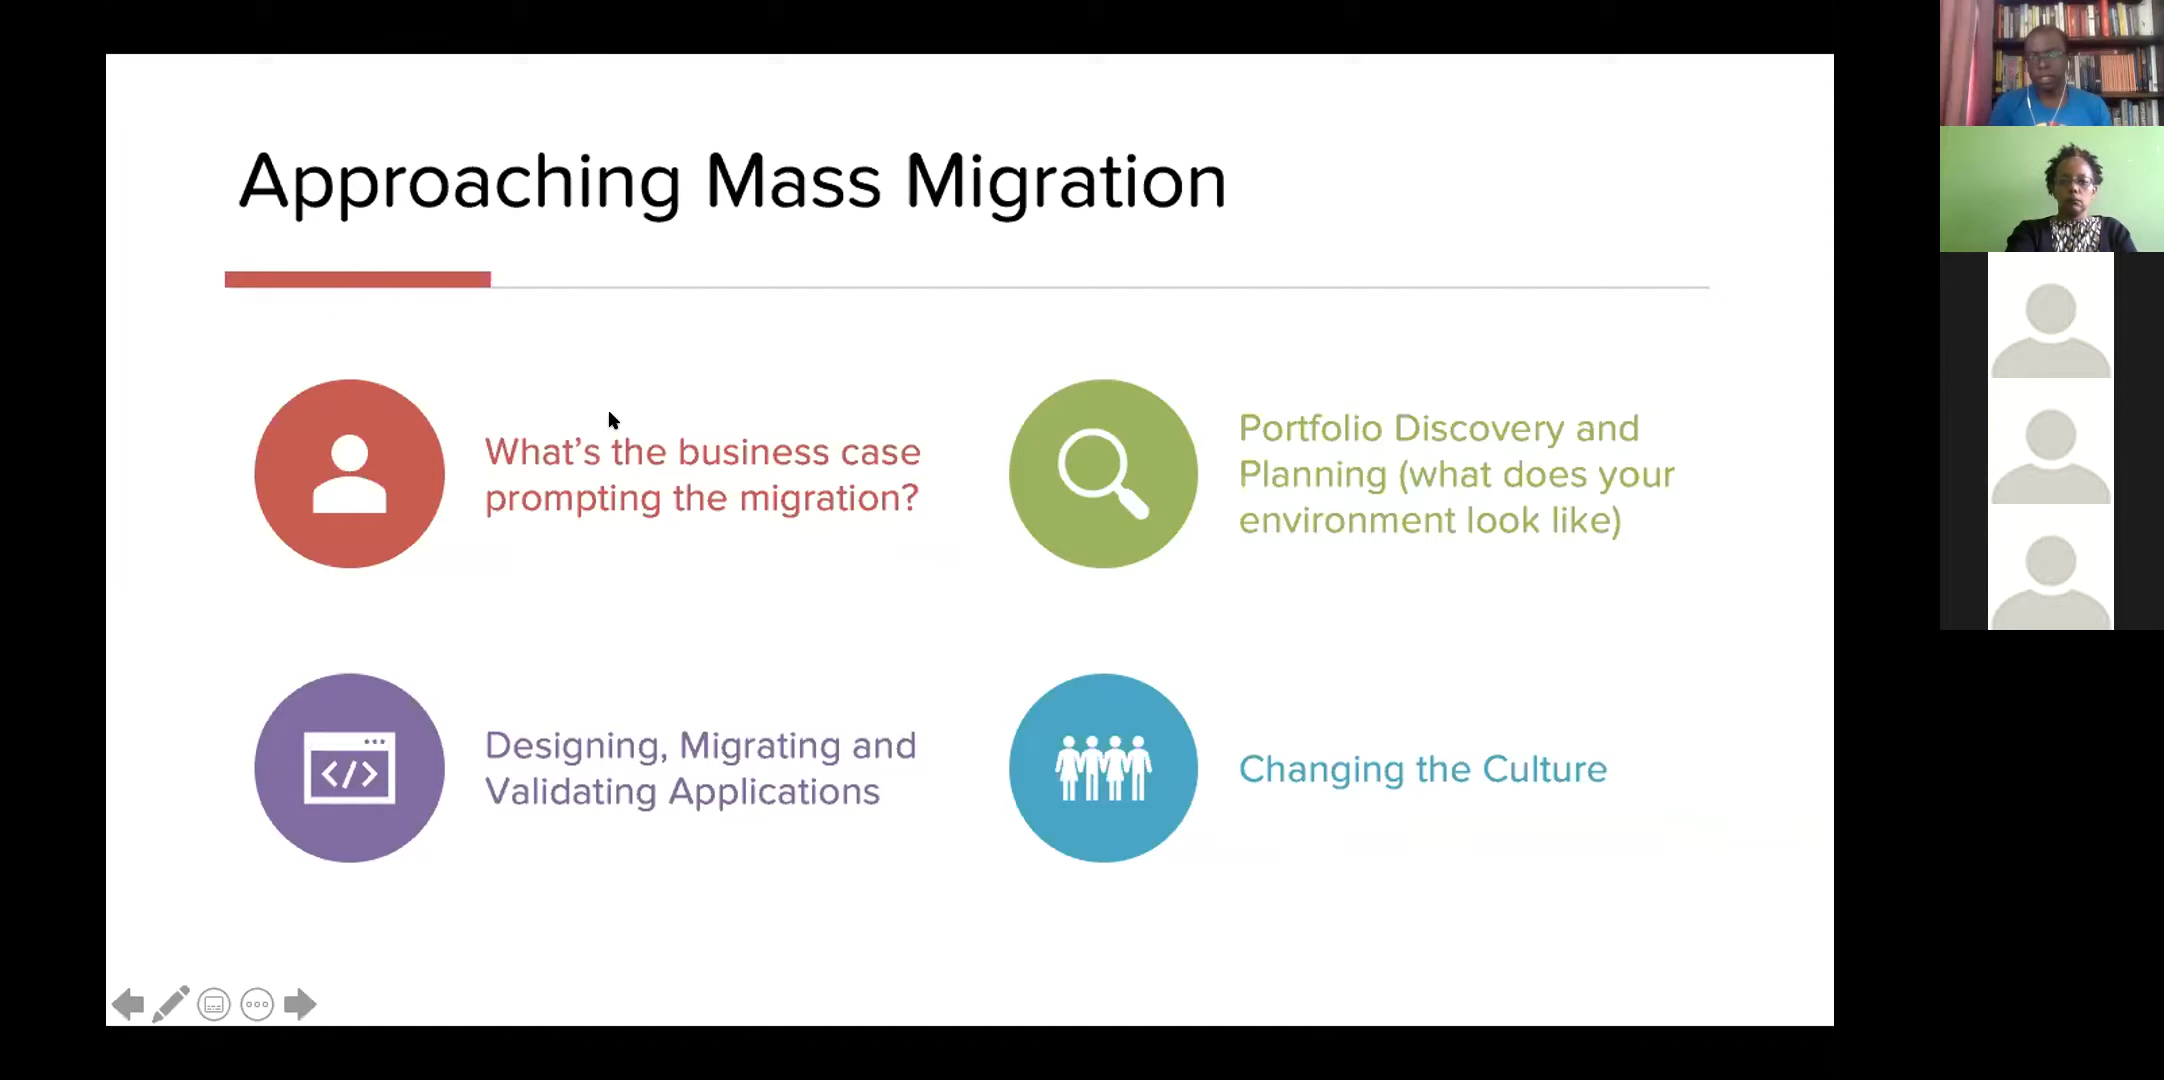 Approaching Mass Migration
What’s the business case
prompting the migration?
Portfolio Discovery and
Planning (what does your
environment look like)
Designing, Migrating and
Validating Applications
Changing the Culture